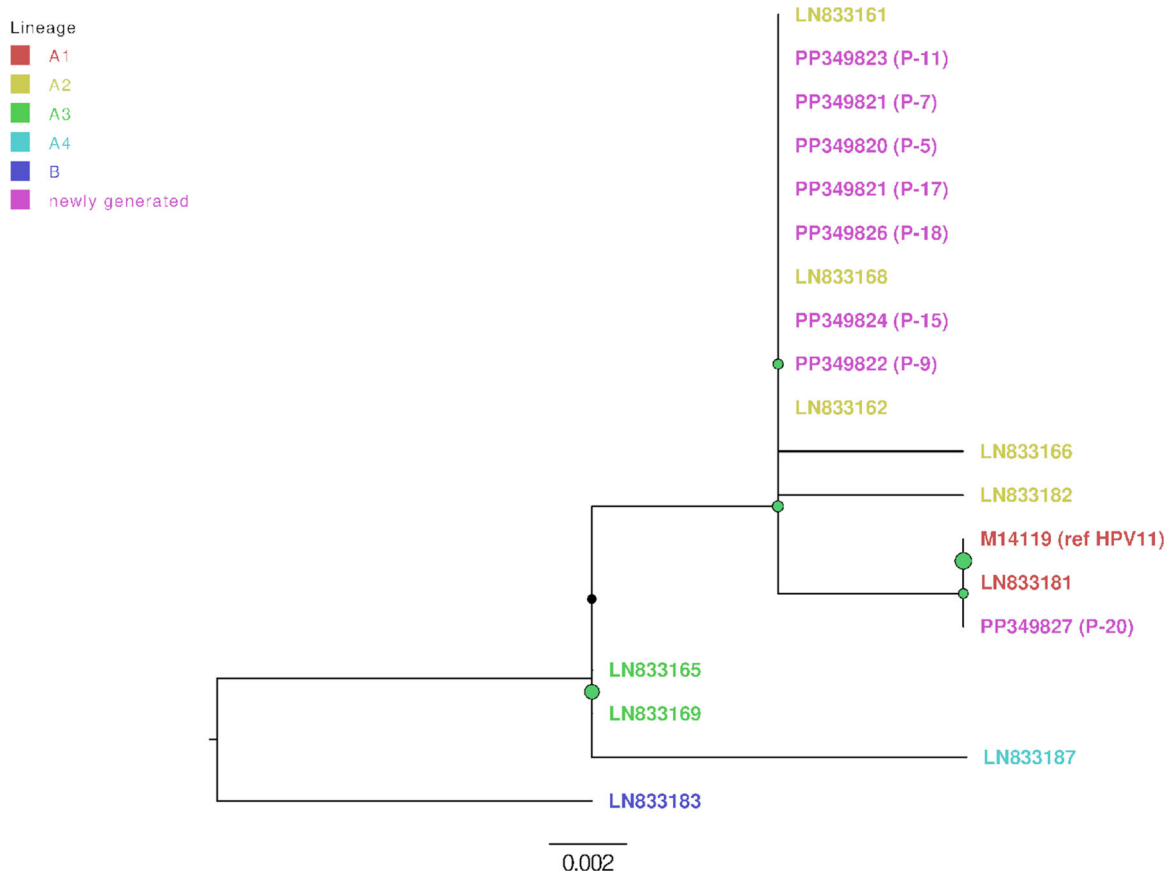 Lineage
A1
A2
A3
A4
B
newly generated
LN833161
PP349823 (P-11)
PP349821 (P-7)
PP349820 (P-5)
PP349821 (P-17)
PP349826 (P-18)
LN833168
PP349824 (P-15)
PP349822 (P-9)
LN833162
LN833166
LN833182
M14119 (ref HPV11)
LN833181
PP349827 (P-20)
LN833165
LN833169
LN833187
LN833183
0.002